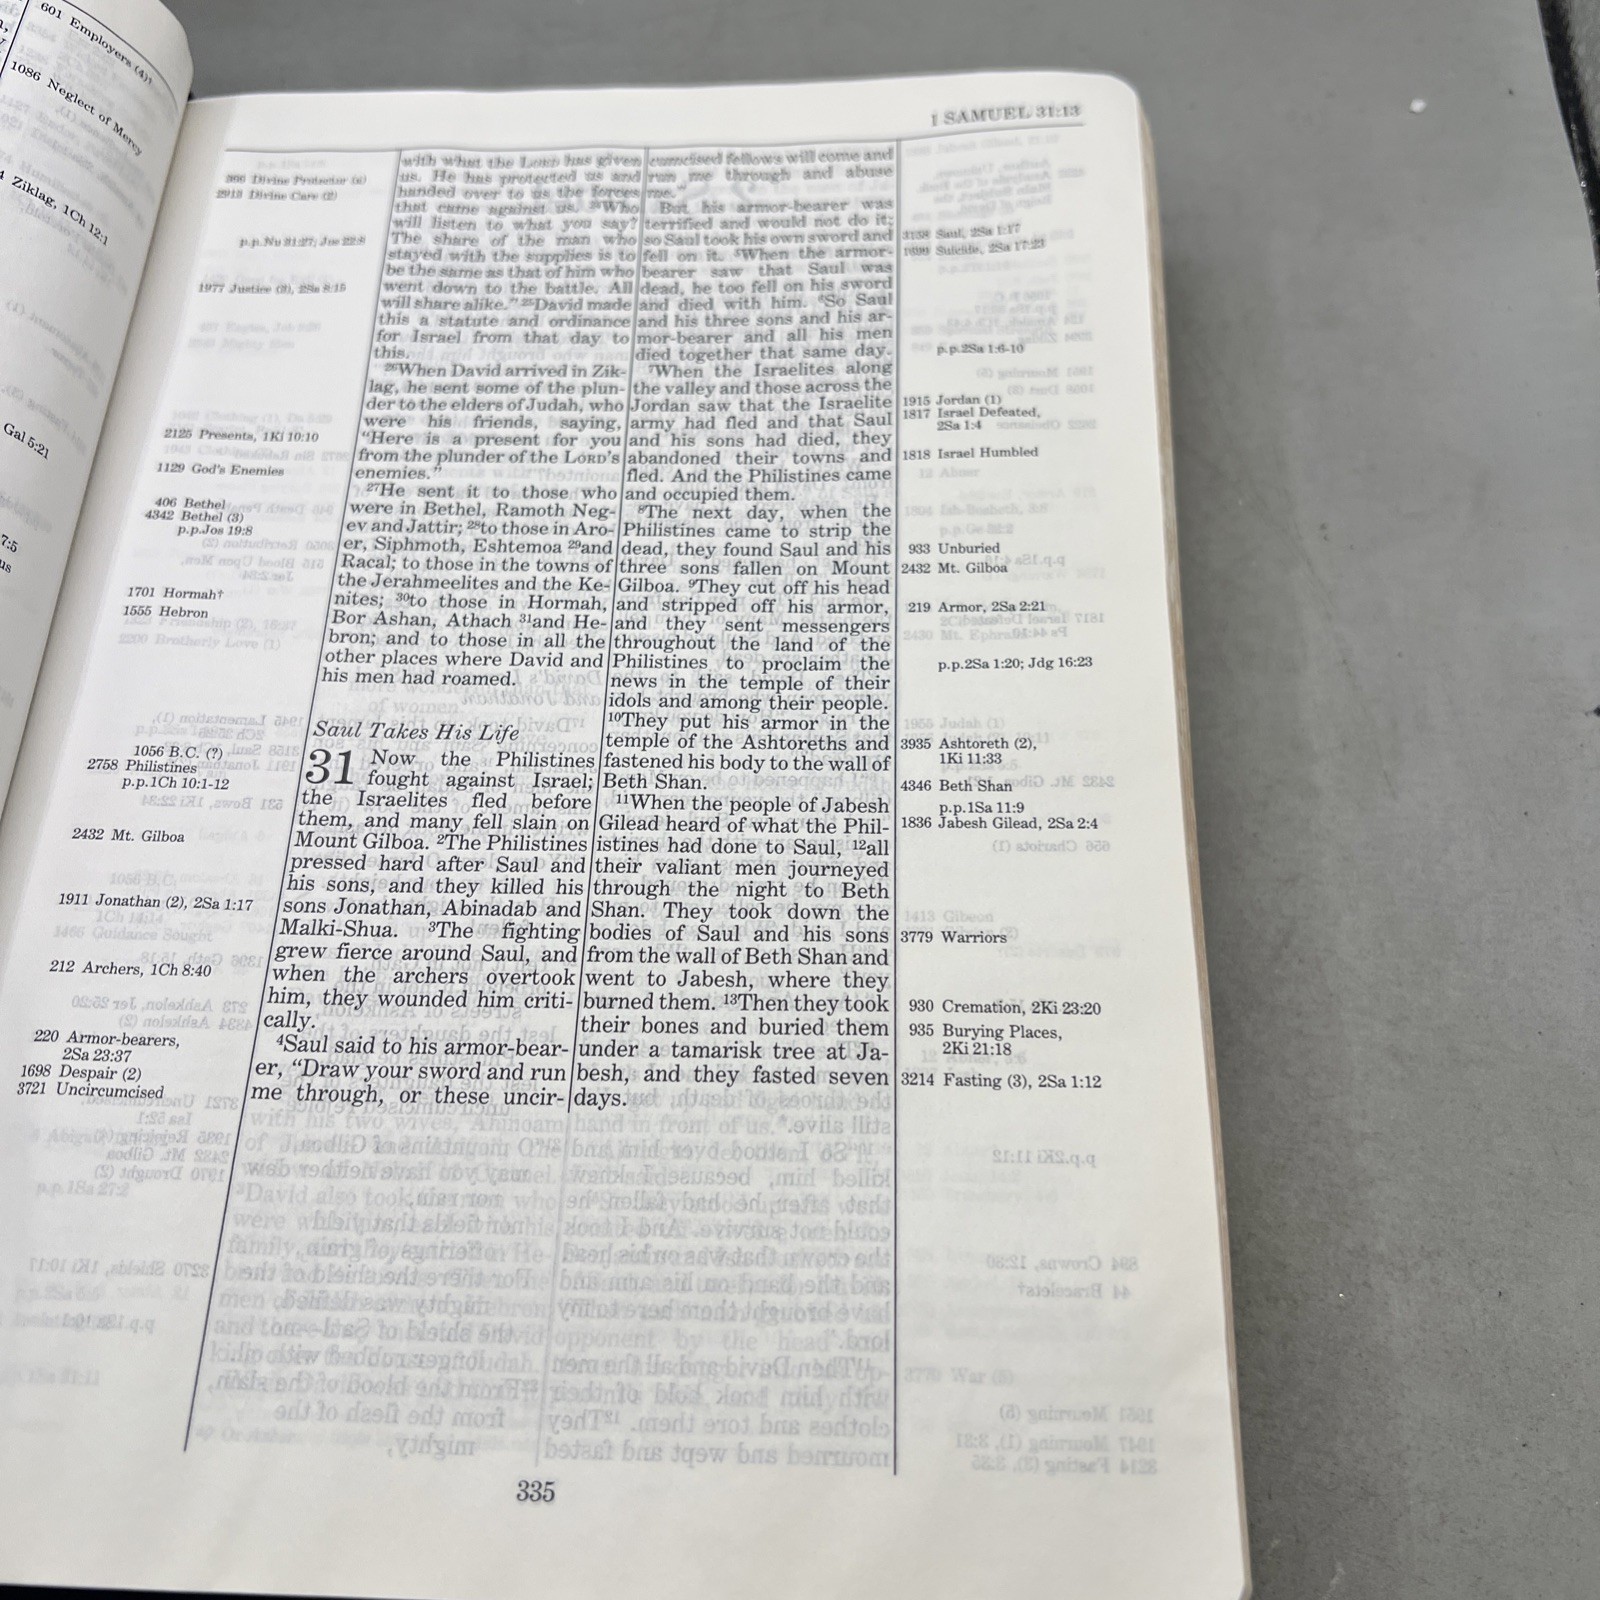 601 Employers (4)†
1086 Neglect of Mercy
4 Ziklag, 1Ch 12:1
Gal 5:21
7:5
us
1 SAMUEL 31:13
366 Divine Protector (a)
2913 Divine Care (2)
p.p.Nu 31:27; Jos 22:8
1977 Justice (3), 2Sa 8:15
2125 Presents, 1Ki 10:10
1129 God's Enemies
406 Bethel
4342 Bethel (3)
p.p.Jos 19:8
1701 Hormah†
1555 Hebron
1056 B.C. (?)
2758 Philistines
p.p.1Ch 10:1-12
2432 Mt. Gilboa
1911 Jonathan (2), 2Sa 1:17
212 Archers, 1Ch 8:40
220 Armor-bearers,
2Sa 23:37
1698 Despair (2)
3721 Uncircumcised
with what the LORD has given
us. He has protected us and
handed over to us the forces
that came against us. 24Who
will listen to what you say?
The share of the man who
stayed with the supplies is to
be the same as that of him who
went down to the battle. All
will share alike." 25David made
this a statute and ordinance
for Israel from that day to
this.
26When David arrived in Zik-
lag, he sent some of the plun-
der to the elders of Judah, who
were his friends, saying,
"Here is a present for you
from the plunder of the LORD's
enemies."
27He sent it to those who
were in Bethel, Ramoth Neg-
ev and Jattir; 28to those in Aro-
er, Siphmoth, Eshtemoa 29and
Racal; to those in the towns of
the Jerahmeelites and the Ke-
nites; 30to those in Hormah,
Bor Ashan, Athach 31and He-
bron; and to those in all the
other places where David and
his men had roamed.
Saul Takes His Life
31 Now the Philistines
fought against Israel;
the Israelites fled before
them, and many fell slain on
Mount Gilboa. 2The Philistines
pressed hard after Saul and
his sons, and they killed his
sons Jonathan, Abinadab and
Malki-Shua. 3The fighting
grew fierce around Saul, and
when the archers overtook
him, they wounded him criti-
cally.
4Saul said to his armor-bear-
er, "Draw your sword and run
me through, or these uncir-
cumcised fellows will come and
run me through and abuse
me."
But his armor-bearer was
terrified and would not do it;
so Saul took his own sword and
fell on it. 5When the armor-
bearer saw that Saul was
dead, he too fell on his sword
and died with him. 6So Saul
and his three sons and his ar-
mor-bearer and all his men
died together that same day.
7When the Israelites along
the valley and those across the
Jordan saw that the Israelite
army had fled and that Saul
and his sons had died, they
abandoned their towns and
fled. And the Philistines came
and occupied them.
8The next day, when the
Philistines came to strip the
dead, they found Saul and his
three sons fallen on Mount
Gilboa. 9They cut off his head
and stripped off his armor,
and they sent messengers
throughout the land of the
Philistines to proclaim the
news in the temple of their
idols and among their people.
10They put his armor in the
temple of the Ashtoreths and
fastened his body to the wall of
Beth Shan.
11When the people of Jabesh
Gilead heard of what the Phil-
istines had done to Saul, 12all
their valiant men journeyed
through the night to Beth
Shan. They took down the
bodies of Saul and his sons
from the wall of Beth Shan and
went to Jabesh, where they
burned them. 13Then they took
their bones and buried them
under a tamarisk tree at Ja-
besh, and they fasted seven
days.
3158 Saul, 2Sa 1:17
1699 Suicide, 2Sa 17:23
p.p.2Sa 1:6-10
1915 Jordan (1)
1817 Israel Defeated,
2Sa 1:4
1818 Israel Humbled
933 Unburied
2432 Mt. Gilboa
219 Armor, 2Sa 2:21
p.p.2Sa 1:20; Jdg 16:23
3935 Ashtoreth (2),
1Ki 11:33
4346 Beth Shan
p.p.1Sa 11:9
1836 Jabesh Gilead, 2Sa 2:4
3779 Warriors
930 Cremation, 2Ki 23:20
935 Burying Places,
2Ki 21:18
3214 Fasting (3), 2Sa 1:12
335